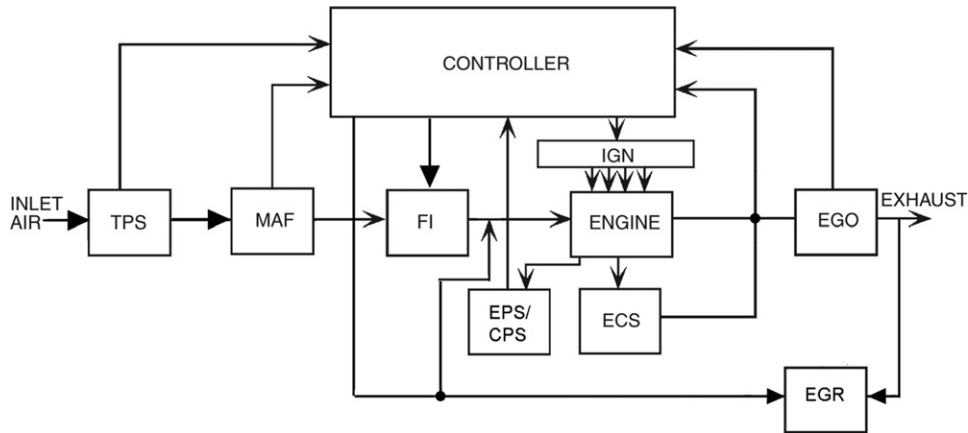 CONTROLLER
IGN
INLET
AIR
TPS
MAF
FI
ENGINE
EGO
EXHAUST
EPS/
CPS
ECS
EGR